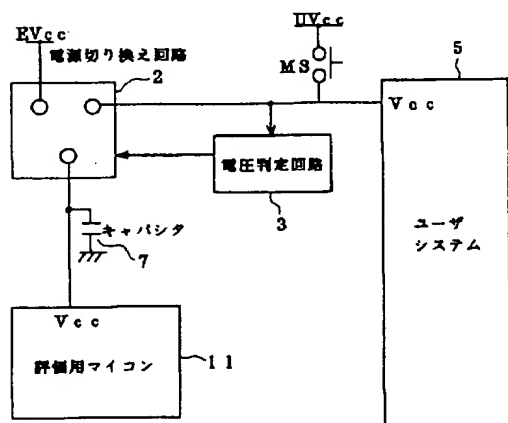 EVcc
UVcc
電源切り換え回路
2
MS
5
Vcc
電圧判定回路
3
キャパシタ
7
ユーザ
システム
Vcc
評価用マイコン
11